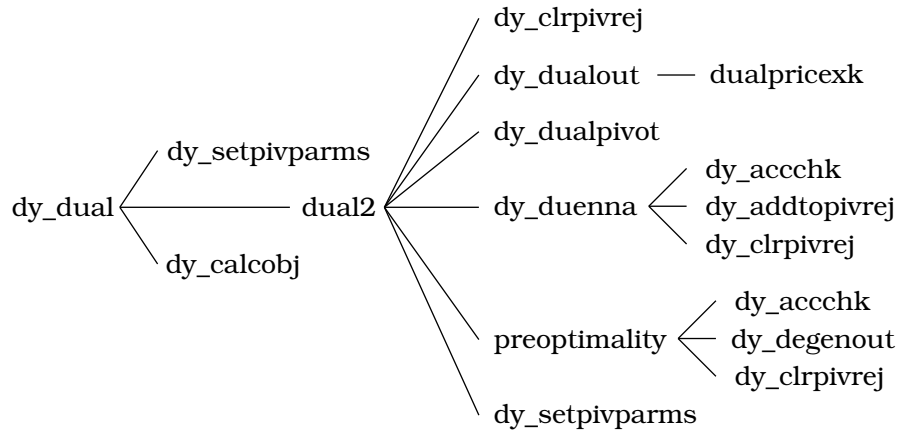 dy_clrpivrej
dy_dualout
dualpricexk
dy_dualpivot
dy_setpivparms
dy_accchk
dy_dual
dual2
dy_duenna
dy_addtopivrej
dy_clrpivrej
dy_calcobj
dy_accchk
preoptimality
dy_degenout
dy_clrpivrej
dy_setpivparms